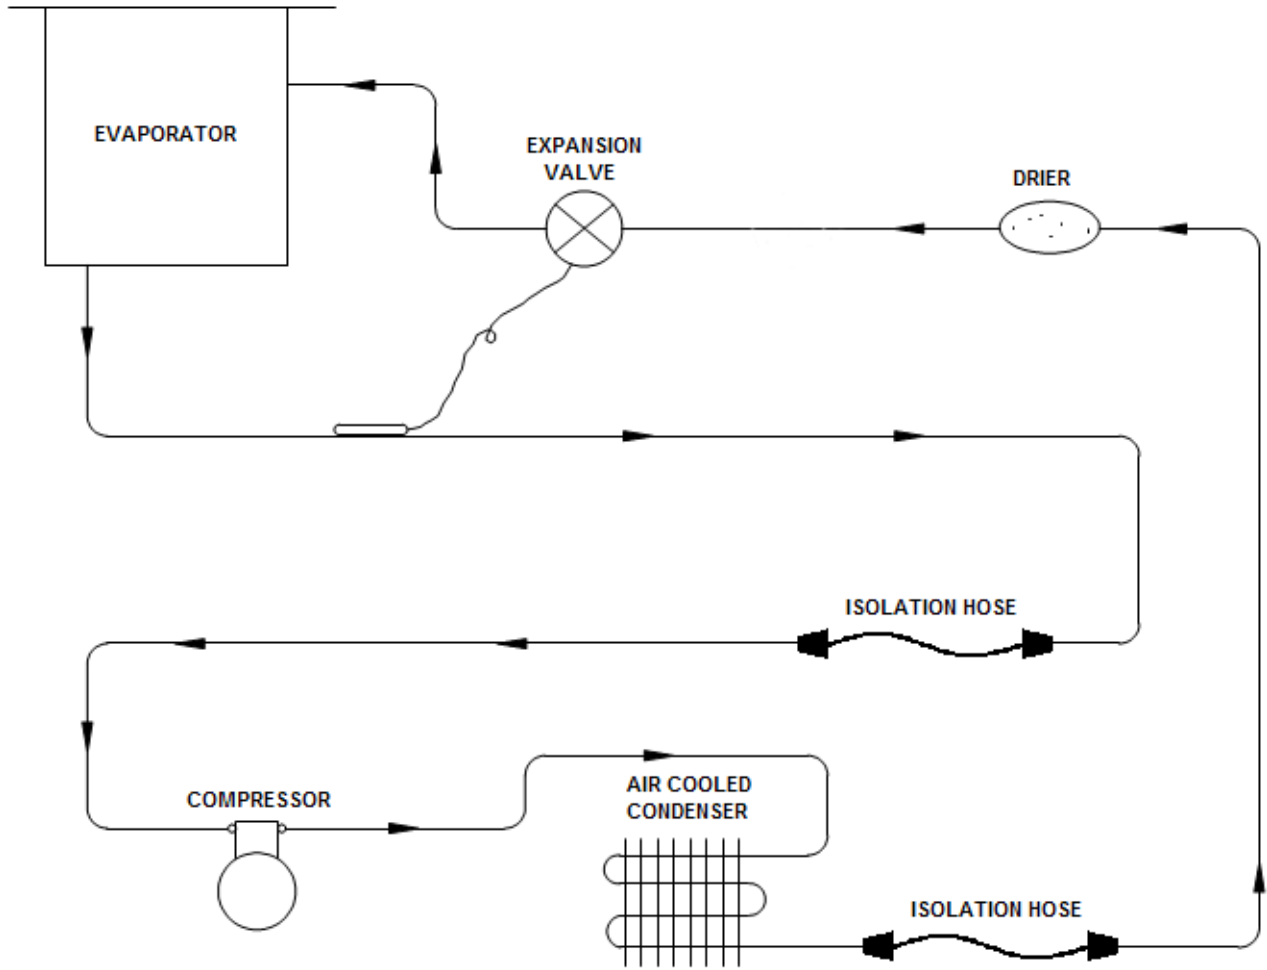 EVAPORATOR
EXPANSION
VALVE
DRIER
ISOLATION HOSE
COMPRESSOR
AIR COOLED
CONDENSER
ISOLATION HOSE